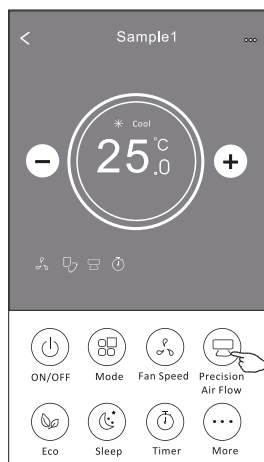 Sample1
Cool
25.0°C
ON/OFF
Mode
Fan Speed
Precision
Air Flow
Eco
Sleep
Timer
More